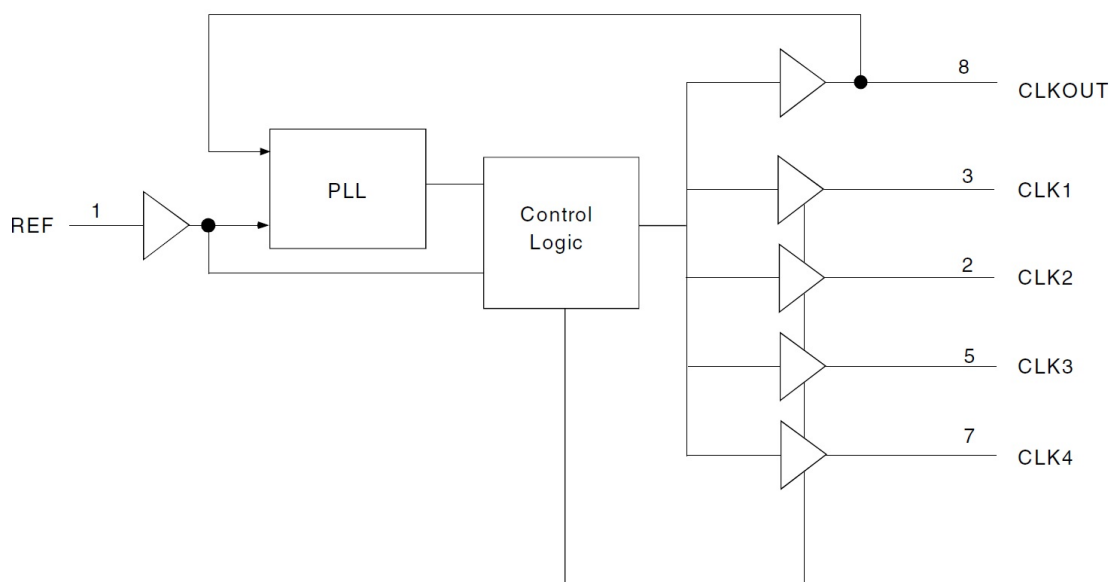 8
CLKOUT
PLL
3
CLK1
REF
1
Control
Logic
2
CLK2
5
CLK3
7
CLK4